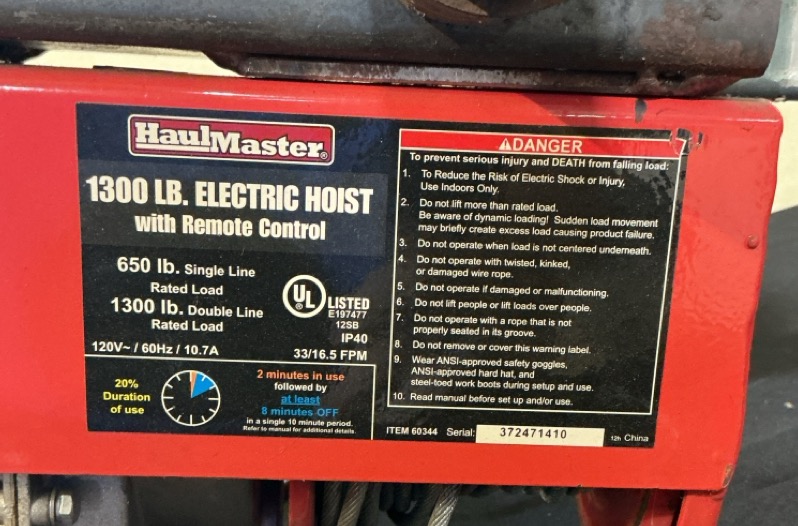 HaulMaster®
1300 LB. ELECTRIC HOIST
with Remote Control
650 lb. Single Line
Rated Load
1300 lb. Double Line
Rated Load
120V~ / 60Hz / 10.7A
UL ®
LISTED
E197477
12SB
IP40
33/16.5 FPM
20%
Duration
of use
2 minutes in use
followed by
at least
8 minutes OFF
in a single 10 minute period.
Refer to manual for additional details.
⚠DANGER
To prevent serious injury and DEATH from falling load:
1. To Reduce the Risk of Electric Shock or Injury,
Use Indoors Only.
2. Do not lift more than rated load.
Be aware of dynamic loading! Sudden load movement
may briefly create excess load causing product failure.
3. Do not operate when load is not centered underneath.
4. Do not operate with twisted, kinked,
or damaged wire rope.
5. Do not operate if damaged or malfunctioning.
6. Do not lift people or lift loads over people.
7. Do not operate with a rope that is not
properly seated in its groove.
8. Do not remove or cover this warning label.
9. Wear ANSI-approved safety goggles,
ANSI-approved hard hat, and
steel-toed work boots during setup and use.
10. Read manual before set up and/or use.
ITEM 60344 Serial: 372471410 12h China